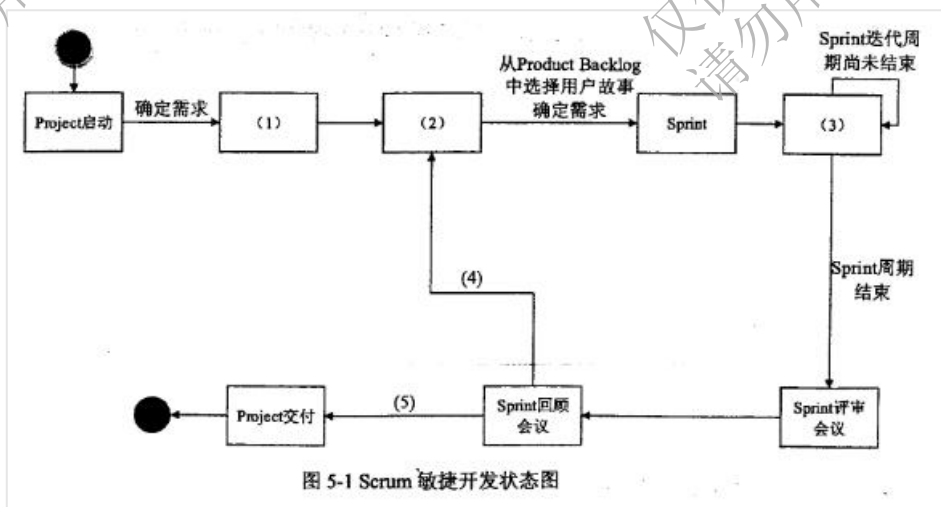 Sprint迭代周
期尚未结束
从Product Backlog
中选择用户故事
确定需求
Project启动
确定需求
(1)
(2)
Sprint
(3)
(4)
Sprint周期
结束
Project交付
(5)
Sprint回顾
会议
Sprint评审
会议
图 5-1 Scrum 敏捷开发状态图
请勿